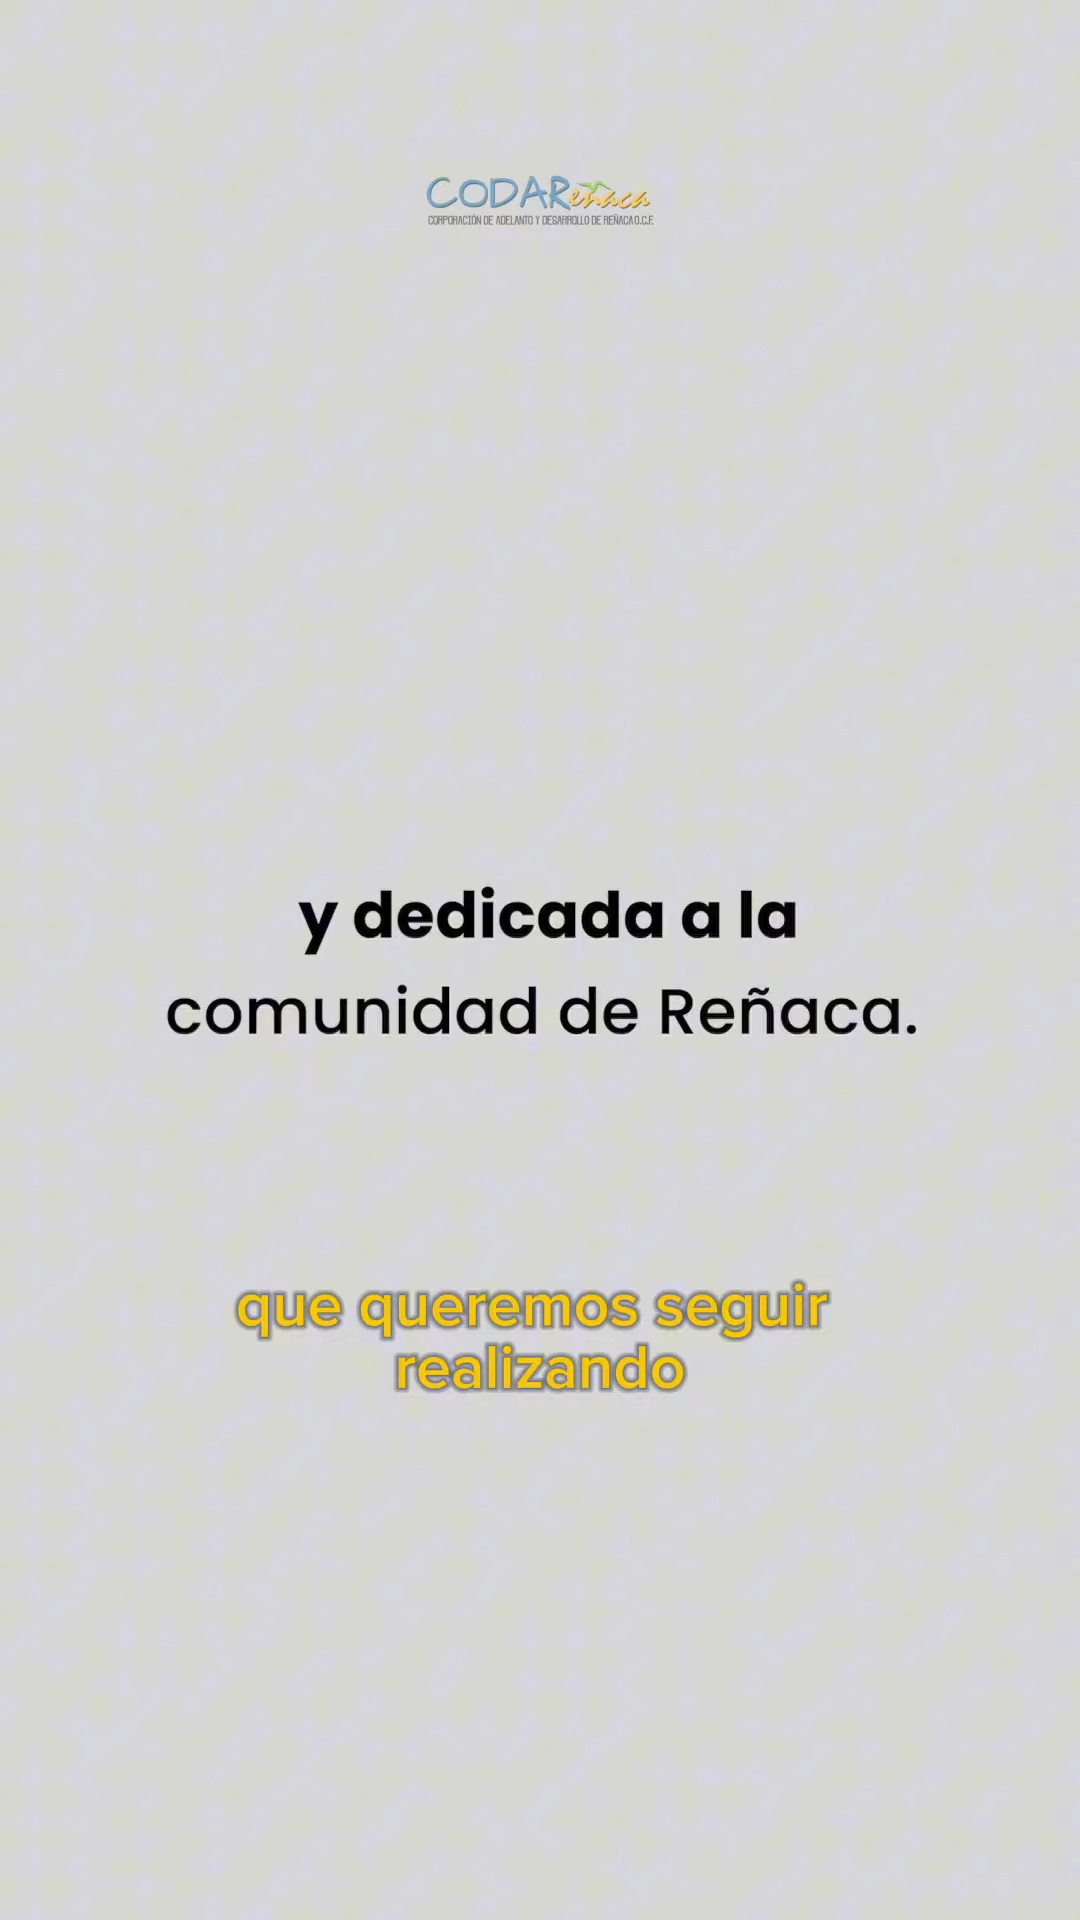 CODAReñaca
CORPORACIÓN DE ADELANTO Y DESARROLLO DE REÑACA O.C.F.
y dedicada a la
comunidad de Reñaca.
que queremos seguir
realizando